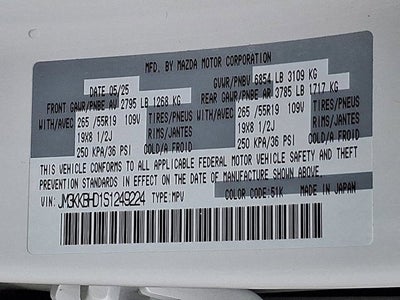 MFD. BY MAZDA MOTOR CORPORATION
DATE 05/25 GVWR/PNBV 6854 LB 3109 KG
FRONT GAWR/PNBE AV 2795 LB 1268 KG REAR GAWR/PNBE AR 3785 LB 1717 KG
WITH/AVEC 265 /55R19 109V TIRES/PNEUS WITH/AVEC 265 /55R19 109V TIRES/PNEUS
19X8 1/2J RIMS/JANTES 19X8 1/2J RIMS/JANTES
250 KPA/36 PSI COLD/A FROID 250 KPA/36 PSI COLD/A FROID
THIS VEHICLE CONFORMS TO ALL APPLICABLE FEDERAL MOTOR VEHICLE SAFETY AND THEFT
PREVENTION STANDARDS IN EFFECT ON THE DATE OF MANUFACTURE SHOWN ABOVE.
VIN: JM3KKBHD1S1249224 TYPE:MPV COLOR CODE:51K MADE IN JAPAN